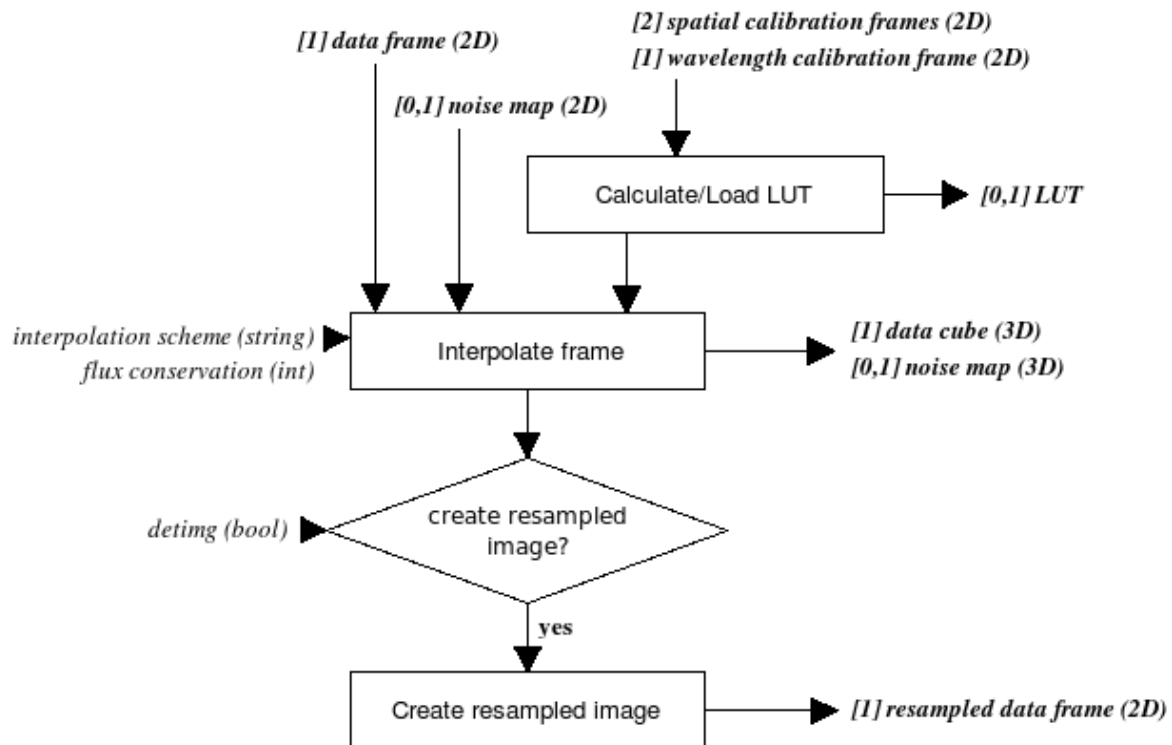 [2] spatial calibration frames (2D)
[1] data frame (2D)
[1] wavelength calibration frame (2D)
[0,1] noise map (2D)
Calculate/Load LUT
[0,1] LUT
interpolation scheme (string)
flux conservation (int)
Interpolate frame
[1] data cube (3D)
[0,1] noise map (3D)
detimg (bool)
create resampled
image?
yes
Create resampled image
[1] resampled data frame (2D)